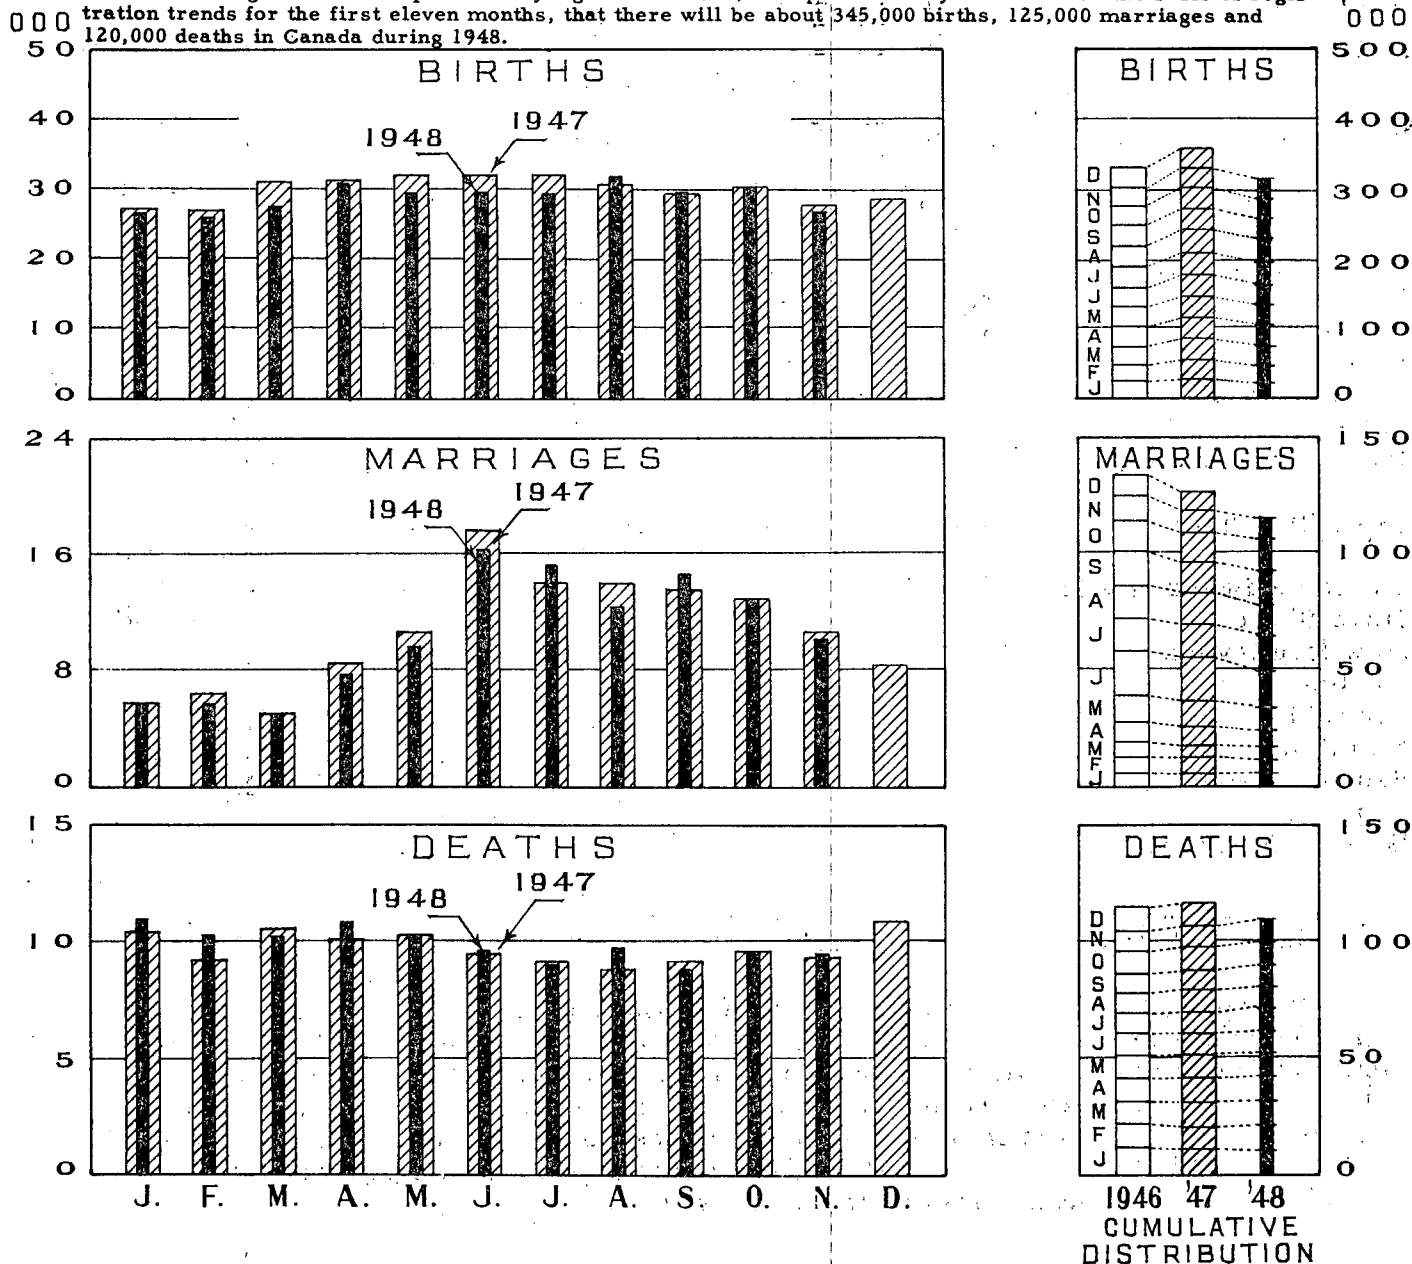 tration trends for the first eleven months, that there will be about 345,000 births, 125,000 marriages and
120,000 deaths in Canada during 1948.
000
000
BIRTHS
50
40
30
20
10
0
1948
1947
BIRTHS
500
400
300
200
100
0
D
N
O
S
A
J
J
M
A
M
F
J
MARRIAGES
24
16
8
0
1948
1947
MARRIAGES
150
100
50
0
D
N
O
S
A
J
J
M
A
M
F
J
DEATHS
15
10
5
0
1948
1947
DEATHS
150
100
50
0
D
N
O
S
A
J
J
M
A
M
F
J
J. F. M. A. M. J. J. A. S. O. N. D.
1946 '47 '48
CUMULATIVE
DISTRIBUTION